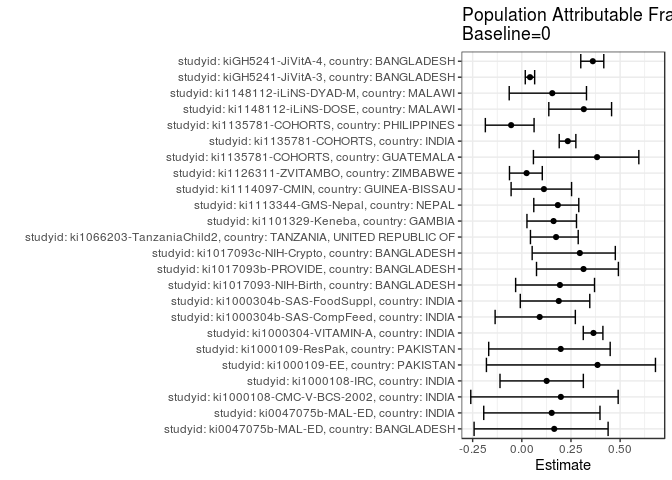 Population Attributable Fra
Baseline=0
studyid: kiGH5241-JiVitA-4, country: BANGLADESH
studyid: kiGH5241-JiVitA-3, country: BANGLADESH
studyid: ki1148112-iLiNS-DYAD-M, country: MALAWI
studyid: ki1148112-iLiNS-DOSE, country: MALAWI
studyid: ki1135781-COHORTS, country: PHILIPPINES
studyid: ki1135781-COHORTS, country: INDIA
studyid: ki1135781-COHORTS, country: GUATEMALA
studyid: ki1126311-ZVITAMBO, country: ZIMBABWE
studyid: ki1114097-CMIN, country: GUINEA-BISSAU
studyid: ki1113344-GMS-Nepal, country: NEPAL
studyid: ki1101329-Keneba, country: GAMBIA
studyid: ki1066203-TanzaniaChild2, country: TANZANIA, UNITED REPUBLIC OF
studyid: ki1017093c-NIH-Crypto, country: BANGLADESH
studyid: ki1017093b-PROVIDE, country: BANGLADESH
studyid: ki1017093-NIH-Birth, country: BANGLADESH
studyid: ki1000304b-SAS-FoodSuppl, country: INDIA
studyid: ki1000304b-SAS-CompFeed, country: INDIA
studyid: ki1000304-VITAMIN-A, country: INDIA
studyid: ki1000109-ResPak, country: PAKISTAN
studyid: ki1000109-EE, country: PAKISTAN
studyid: ki1000108-IRC, country: INDIA
studyid: ki1000108-CMC-V-BCS-2002, country: INDIA
studyid: ki0047075b-MAL-ED, country: INDIA
studyid: ki0047075b-MAL-ED, country: BANGLADESH
-0.25 0.00 0.25 0.50
Estimate